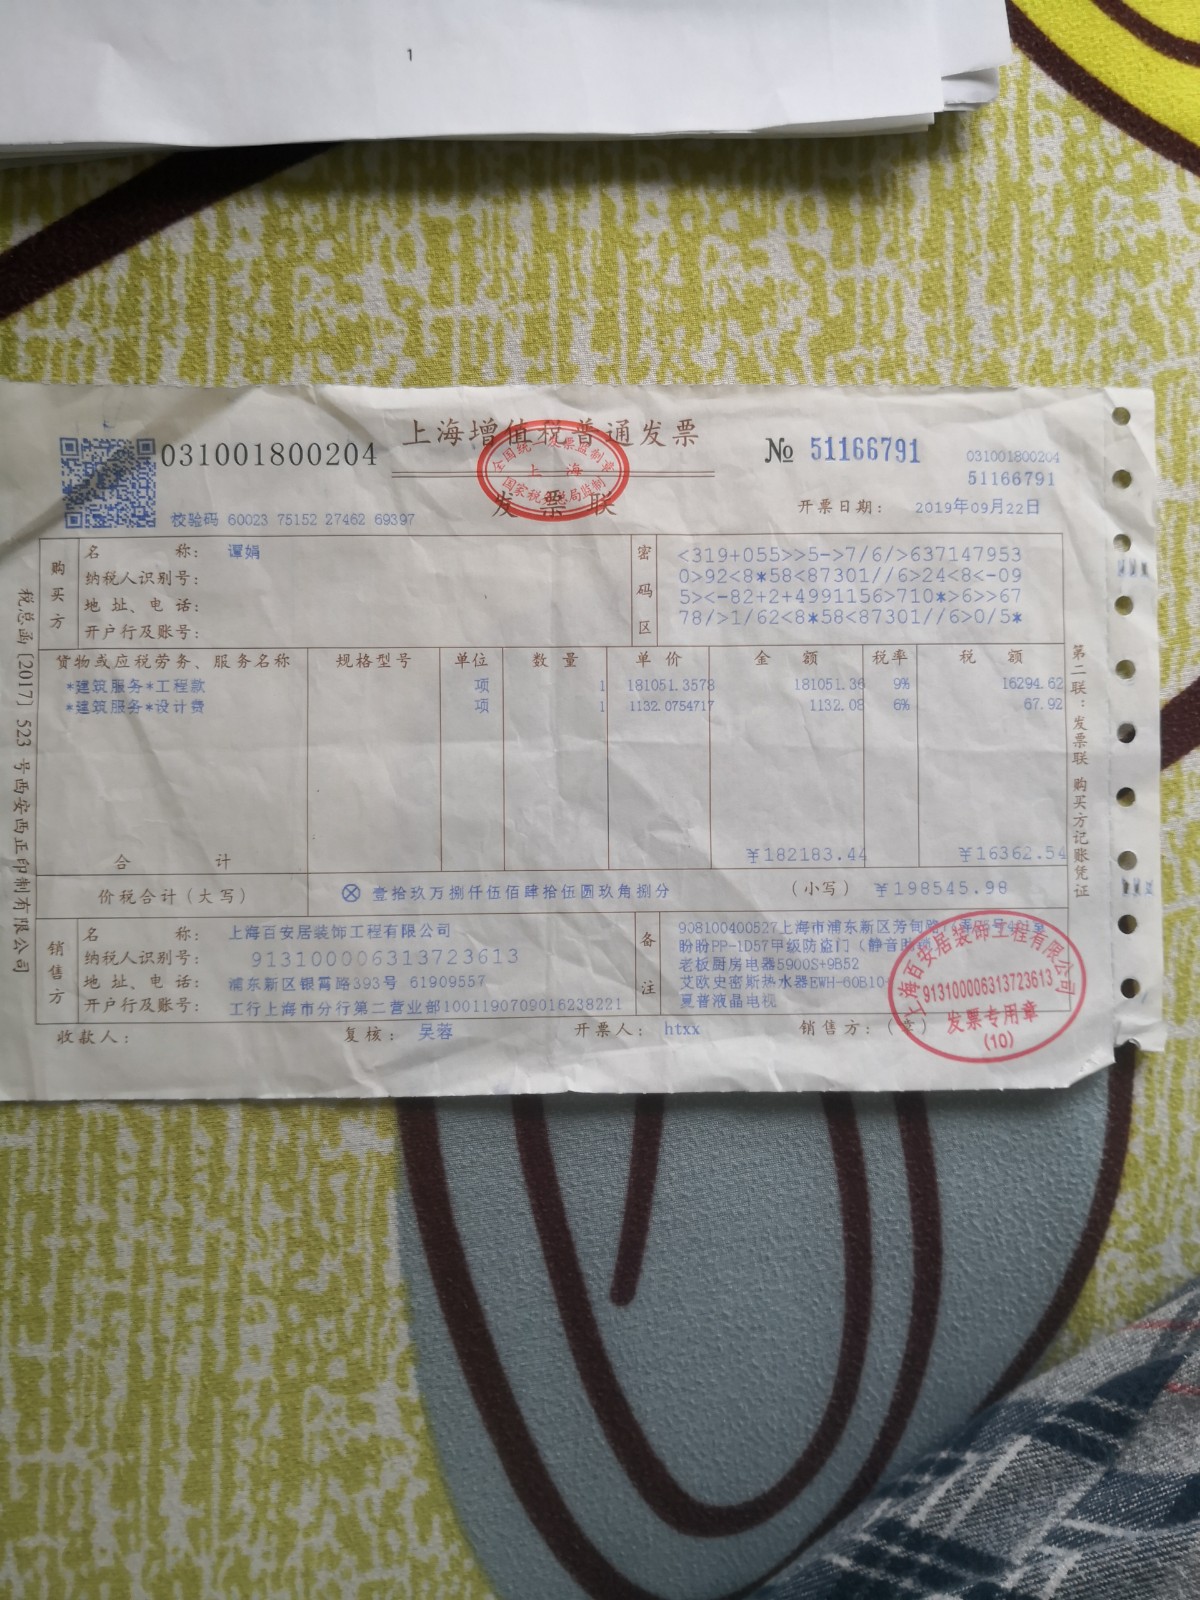 1
上海增值税普通发票
发票联
全国统一发票监制章
上海
国家税务总局监制
031001800204
№ 51166791
031001800204
51166791
校验码 60023 75152 27462 69397
开票日期: 2019年09月22日
购买方
名称: 谭娟
纳税人识别号:
地址、电话:
开户行及账号:
密码区
<319+055>>5->7/6/>637147953
0>92<8*58<87301//6>24<8<-09
5><-82+2+4991156>710*>6>>67
78/>1/62<8*58<87301//6>0/5*
货物或应税劳务、服务名称 规格型号 单位 数量 单价 金额 税率 税额
*建筑服务*工程款 项 1 181051.3578 181051.36 9% 16294.62
*建筑服务*设计费 项 1 1132.0754717 1132.08 6% 67.92
合计 ¥182183.44 ¥16362.54
价税合计(大写) ⊗ 壹拾玖万捌仟伍佰肆拾伍圆玖角捌分 (小写) ¥198545.98
销售方
名称: 上海百安居装饰工程有限公司
纳税人识别号: 913100006313723613
地址、电话: 浦东新区银霄路393号 61909557
开户行及账号: 工行上海市分行第二营业部1001190709016238221
备注
908100400527上海市浦东新区芳甸路
盼盼PP-1D57甲级防盗门(静音
老板厨房电器5900S+9B52
艾欧史密斯热水器EWH-60B10
夏普液晶电视
收款人: 复核: 吴蓉 开票人: htxx 销售方:(章)
上海百安居装饰工程有限公司
913100006313723613
发票专用章
(10)
税总函[2017] 523 号西安西正印制有限公司
第二联:发票联 购买方记账凭证